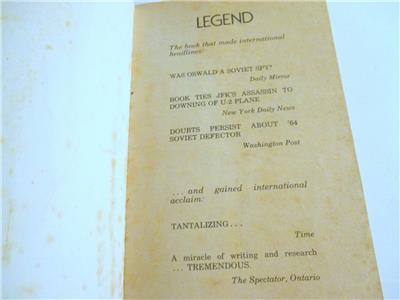 LEGEND
The book that made international
headlines:
WAS OSWALD A SOVIET SPY?
Daily Mirror
BOOK TIES JFK'S ASSASSIN TO
DOWNING OF U-2 PLANE
New York Daily News
DOUBTS PERSIST ABOUT '64
SOVIET DEFECTOR
Washington Post
... and gained international
acclaim:
TANTALIZING ...
Time
A miracle of writing and research
... TREMENDOUS.
The Spectator, Ontario